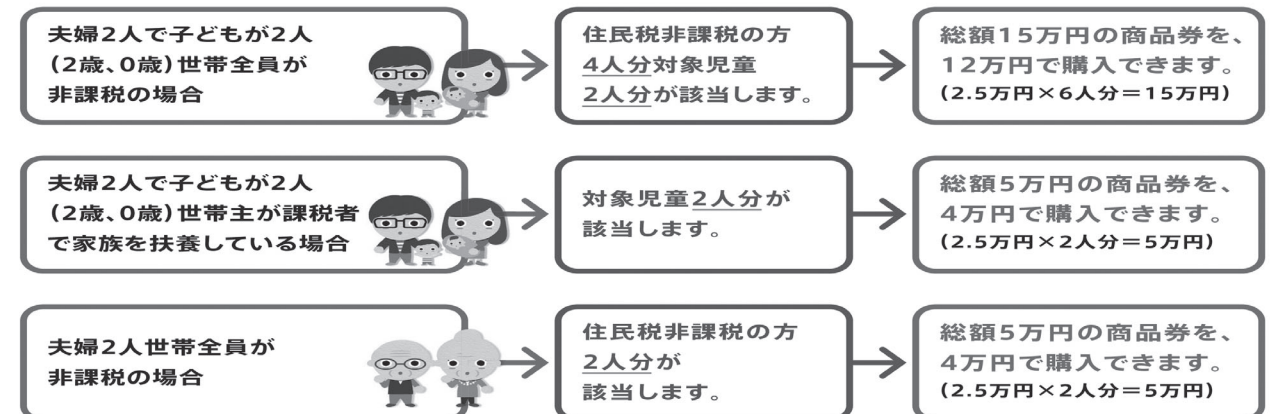 夫婦2人で子どもが2人
(2歳、0歳)世帯全員が
非課税の場合
住民税非課税の方
4人分対象児童
2人分が該当します。
総額15万円の商品券を、
12万円で購入できます。
(2.5万円×6人分=15万円)
夫婦2人で子どもが2人
(2歳、0歳)世帯主が課税者
で家族を扶養している場合
対象児童2人分が
該当します。
総額5万円の商品券を、
4万円で購入できます。
(2.5万円×2人分=5万円)
夫婦2人世帯全員が
非課税の場合
住民税非課税の方
2人分が
該当します。
総額5万円の商品券を、
4万円で購入できます。
(2.5万円×2人分=5万円)